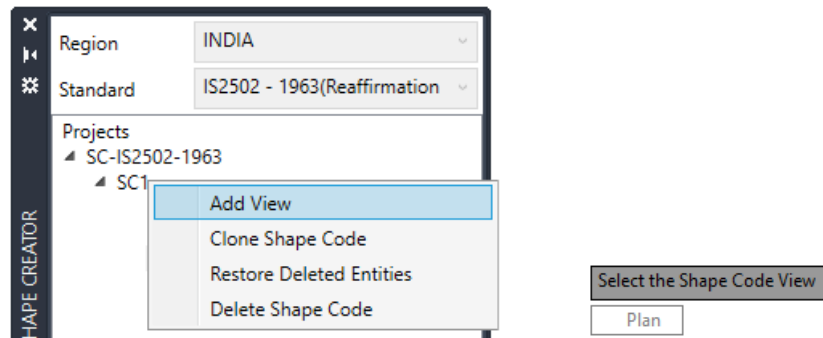 Region
INDIA
Standard
IS2502 - 1963(Reaffirmation
Projects
SC-IS2502-1963
SC1
Add View
Clone Shape Code
Restore Deleted Entities
Delete Shape Code
HAPE CREATOR
Select the Shape Code View
Plan